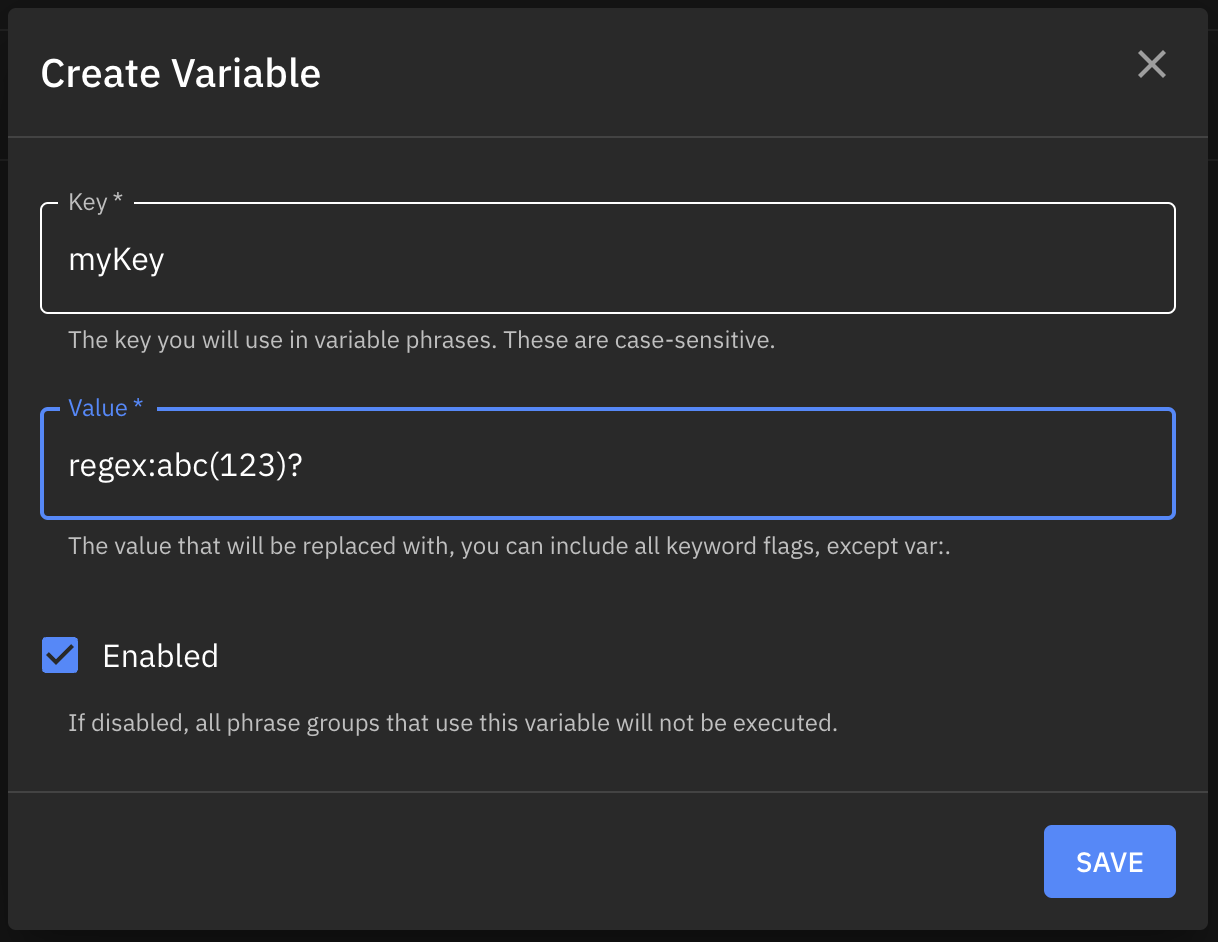 Create Variable
Key *
myKey
The key you will use in variable phrases. These are case-sensitive.
Value *
regex:abc(123)?
The value that will be replaced with, you can include all keyword flags, except var:.
Enabled
If disabled, all phrase groups that use this variable will not be executed.
SAVE